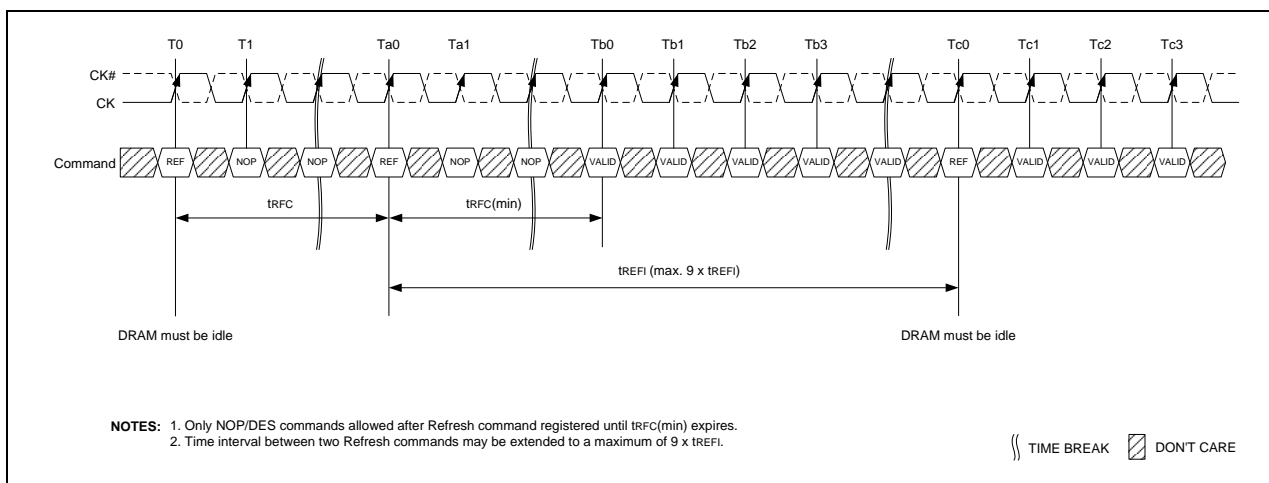 T0 T1 Ta0 Ta1 Tb0 Tb1 Tb2 Tb3 Tc0 Tc1 Tc2 Tc3
CK#
CK
Command REF NOP NOP REF NOP NOP VALID VALID VALID VALID VALID REF VALID VALID VALID
tRFC tRFC(min)
tREFI (max. 9 x tREFI)
DRAM must be idle DRAM must be idle
NOTES: 1. Only NOP/DES commands allowed after Refresh command registered until tRFC(min) expires.
2. Time interval between two Refresh commands may be extended to a maximum of 9 x tREFI.
TIME BREAK DON'T CARE